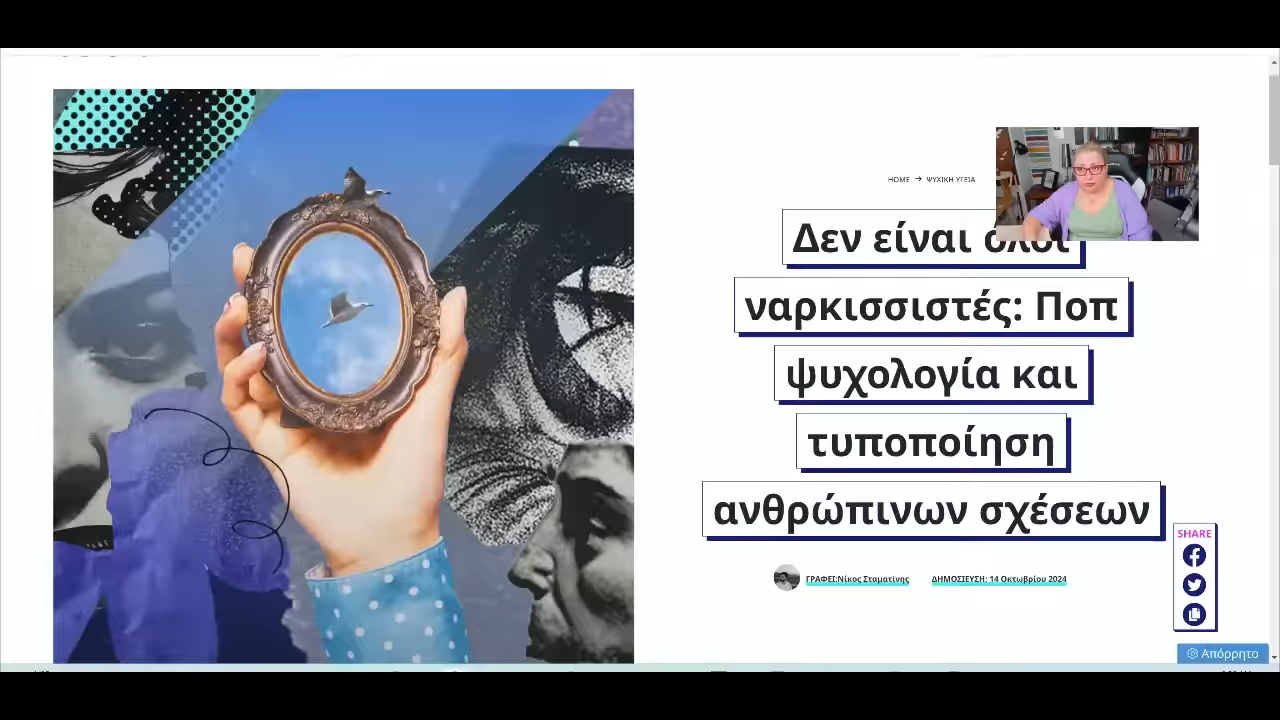 HOME → ΨΥΧΙΚΗ ΥΓΕΙΑ
Δεν είναι όλοι
ναρκισσιστές: Ποπ
ψυχολογία και
τυποποίηση
ανθρώπινων σχέσεων
ΓΡΑΦΕΙ:Νίκος Σταματίνης ΔΗΜΟΣΙΕΥΣΗ: 14 Οκτωβρίου 2024
SHARE
Απόρρητο